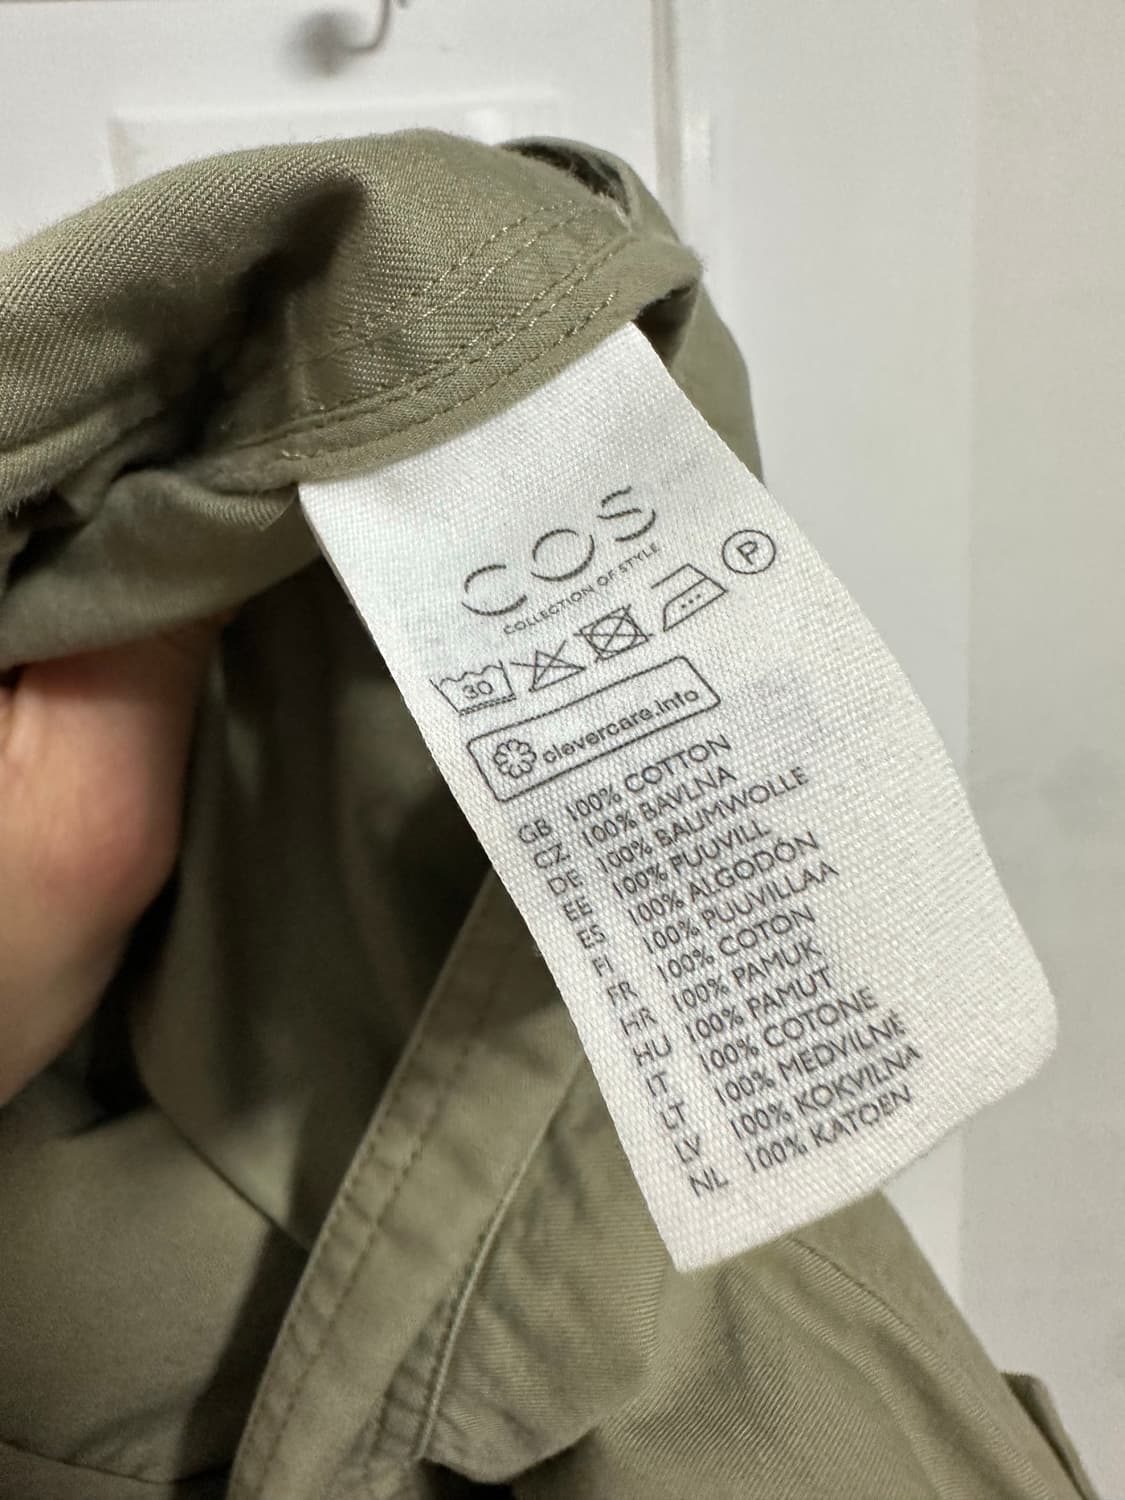 COS
COLLECTION OF STYLE
30 P
clevercare.info
GB 100% COTTON
CZ 100% BAVLNA
DE 100% BAUMWOLLE
EE 100% PUUVILL
ES 100% ALGODÓN
FI 100% PUUVILLAA
FR 100% COTON
HR 100% PAMUK
HU 100% PAMUT
IT 100% COTONE
LT 100% MEDVILNĖ
LV 100% KOKVILNA
NL 100% KATOEN